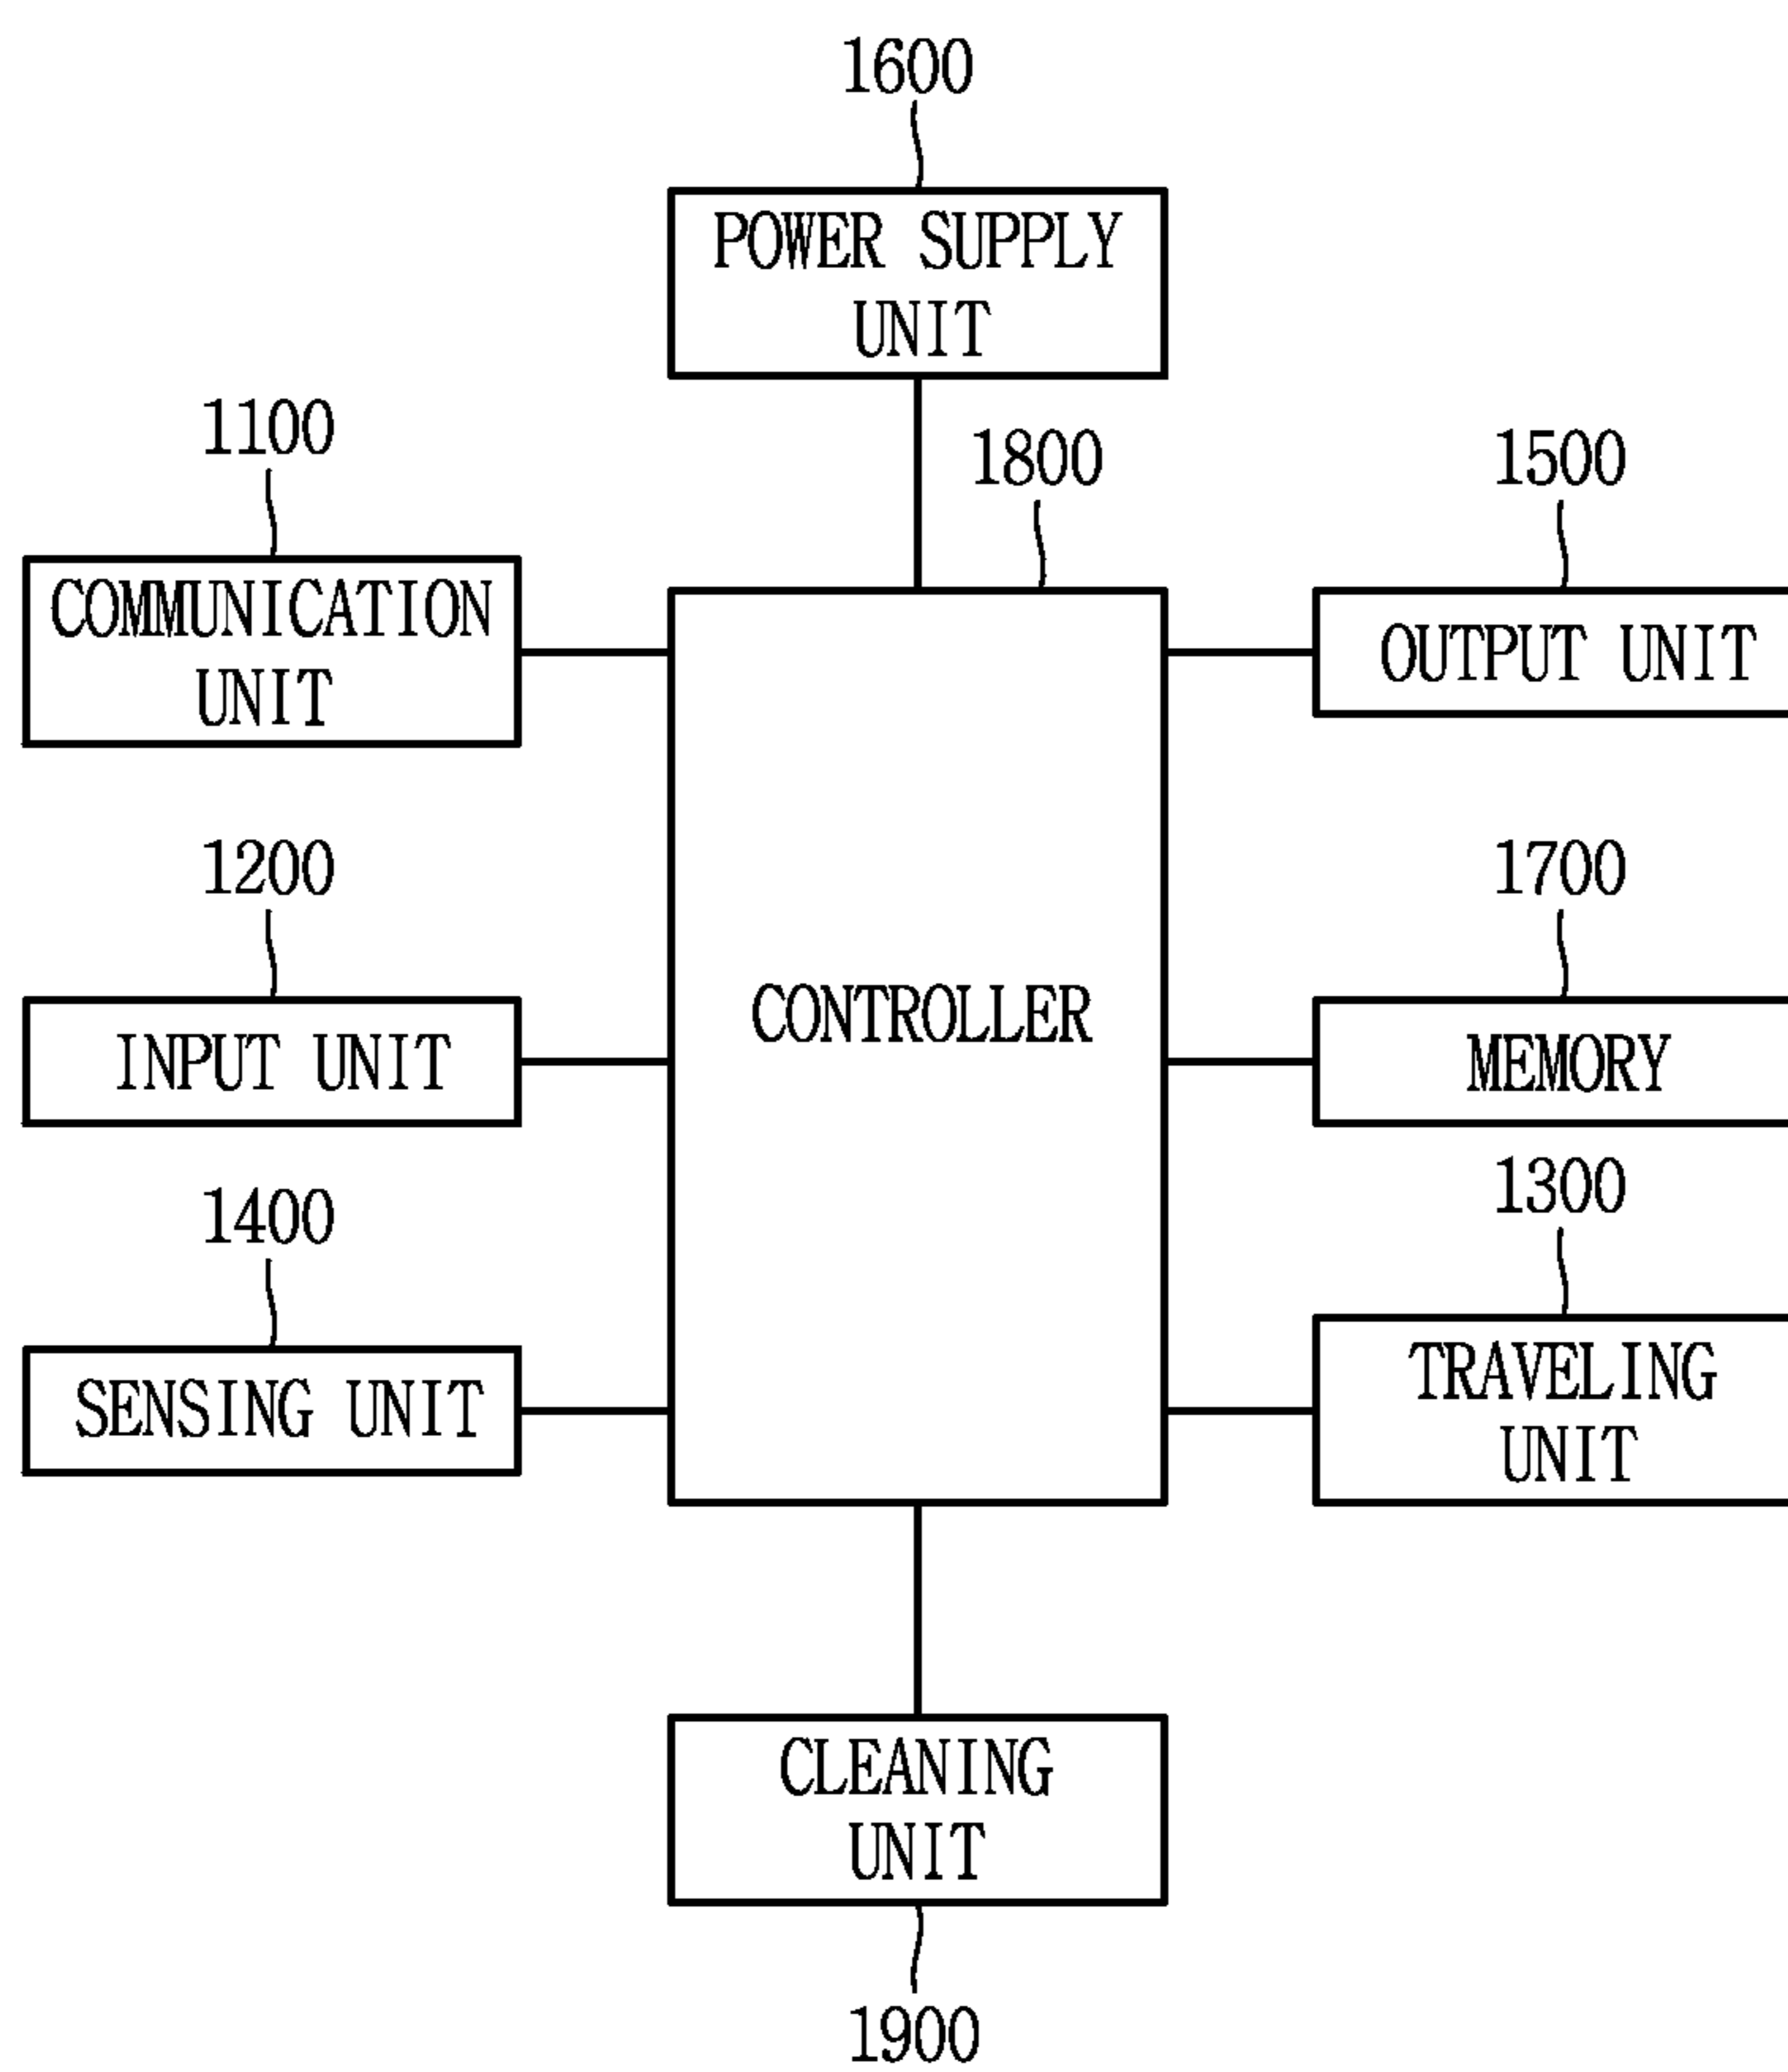 1600
POWER SUPPLY
UNIT
1100
COMMUNICATION
UNIT
1800
1500
OUTPUT UNIT
1200
INPUT UNIT
CONTROLLER
1700
MEMORY
1400
SENSING UNIT
1300
TRAVELING
UNIT
CLEANING
UNIT
1900